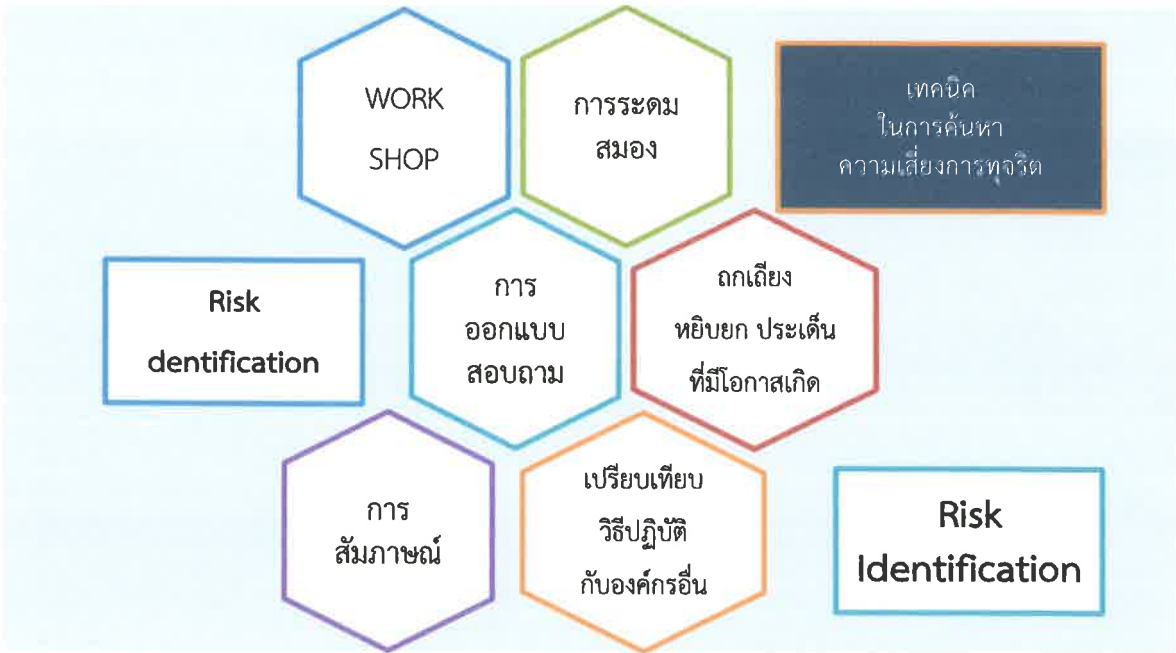 WORK
SHOP
การระดม
สมอง
เทคนิค
ในการค้นหา
ความเสี่ยงการทุจริต
Risk
dentification
การ
ออกแบบ
สอบถาม
ถกเถียง
หยิบยก ประเด็น
ที่มีโอกาสเกิด
การ
สัมภาษณ์
เปรียบเทียบ
วิธีปฏิบัติ
กับองค์กรอื่น
Risk
Identification